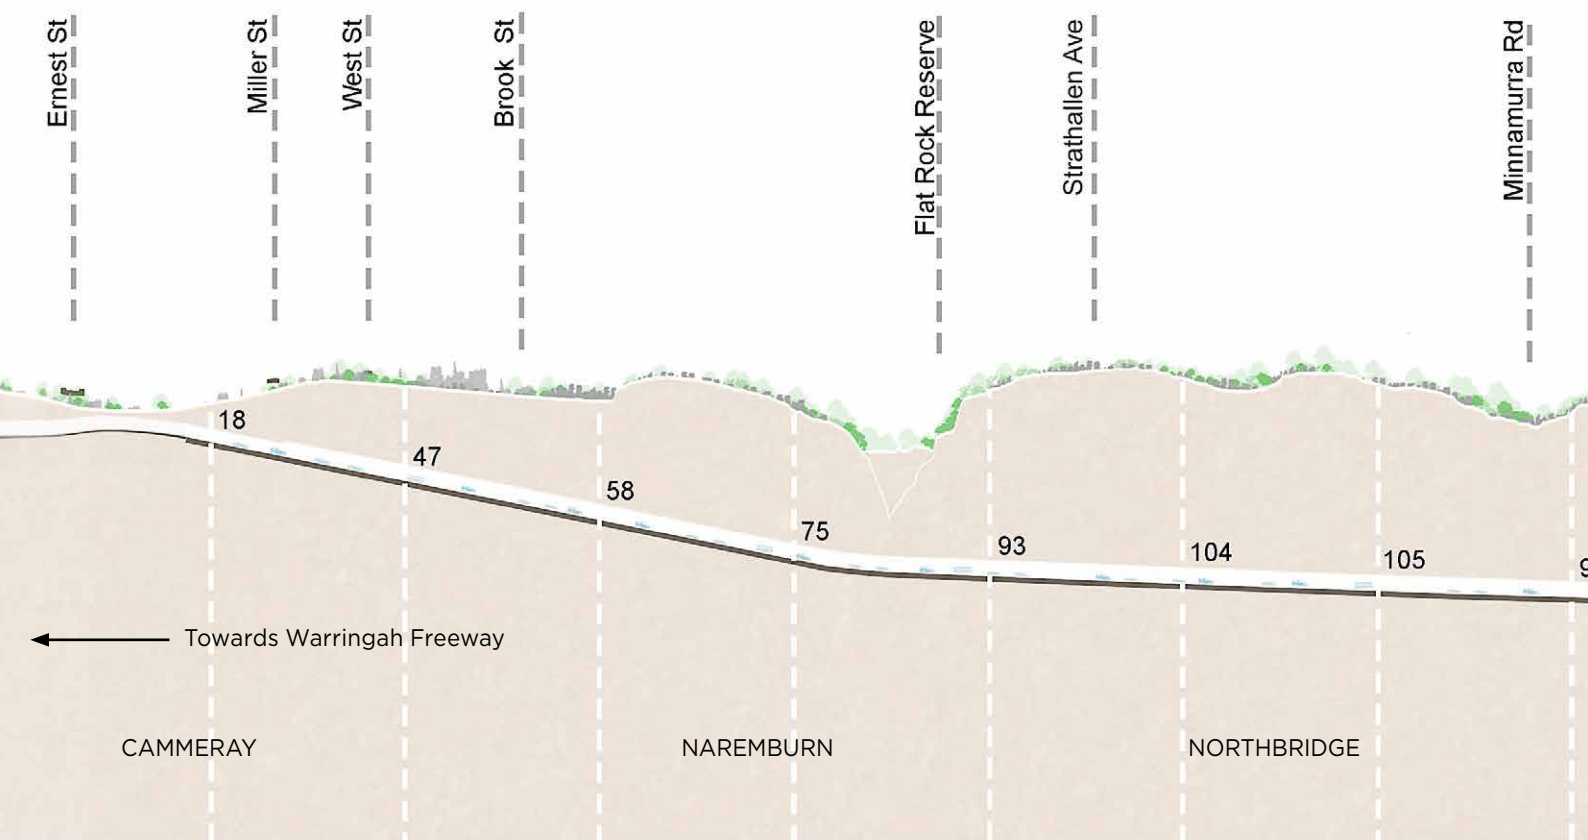 Ernest St
Miller St
West St
Brook St
Flat Rock Reserve
Strathallen Ave
Minnamurra Rd
18
47
58
75
93
104
105
Towards Warringah Freeway
CAMMERAY
NAREMBURN
NORTHBRIDGE